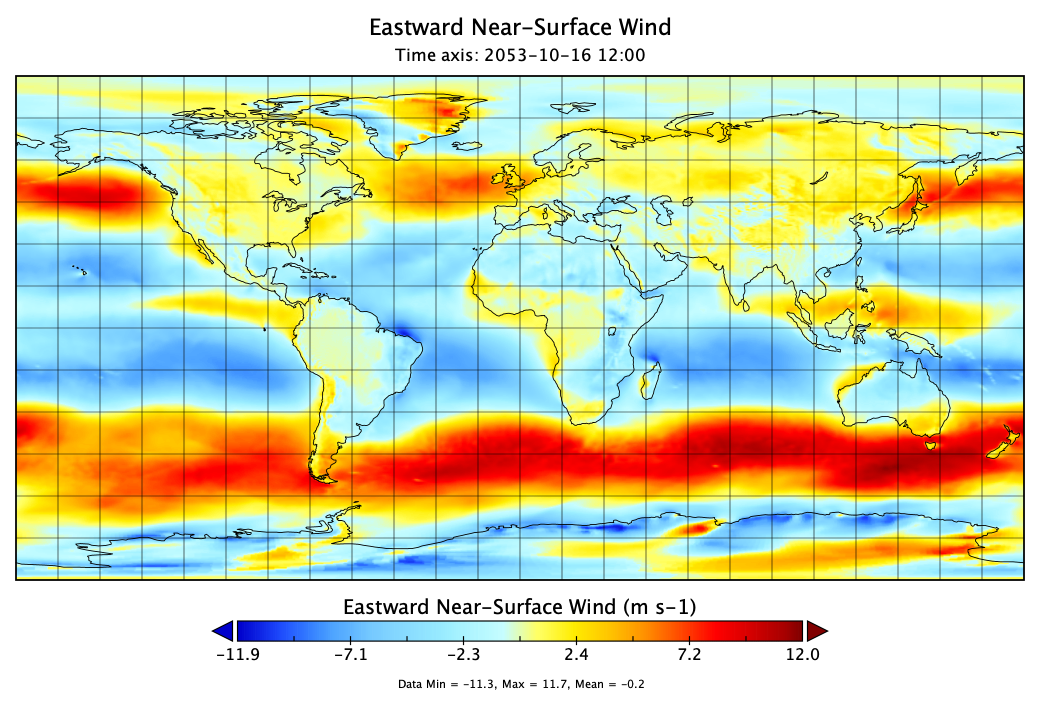 Eastward Near-Surface Wind
Time axis: 2053-10-16 12:00
Eastward Near-Surface Wind (m s-1)
-11.9 -7.1 -2.3 2.4 7.2 12.0
Data Min = -11.3, Max = 11.7, Mean = -0.2